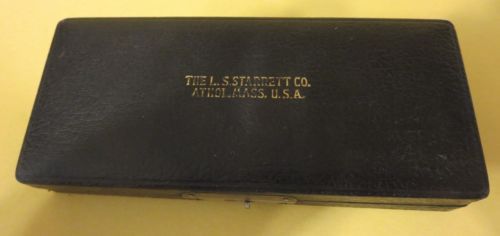 THE L.S. STARRETT CO.
ATHOL. MASS. U.S.A.